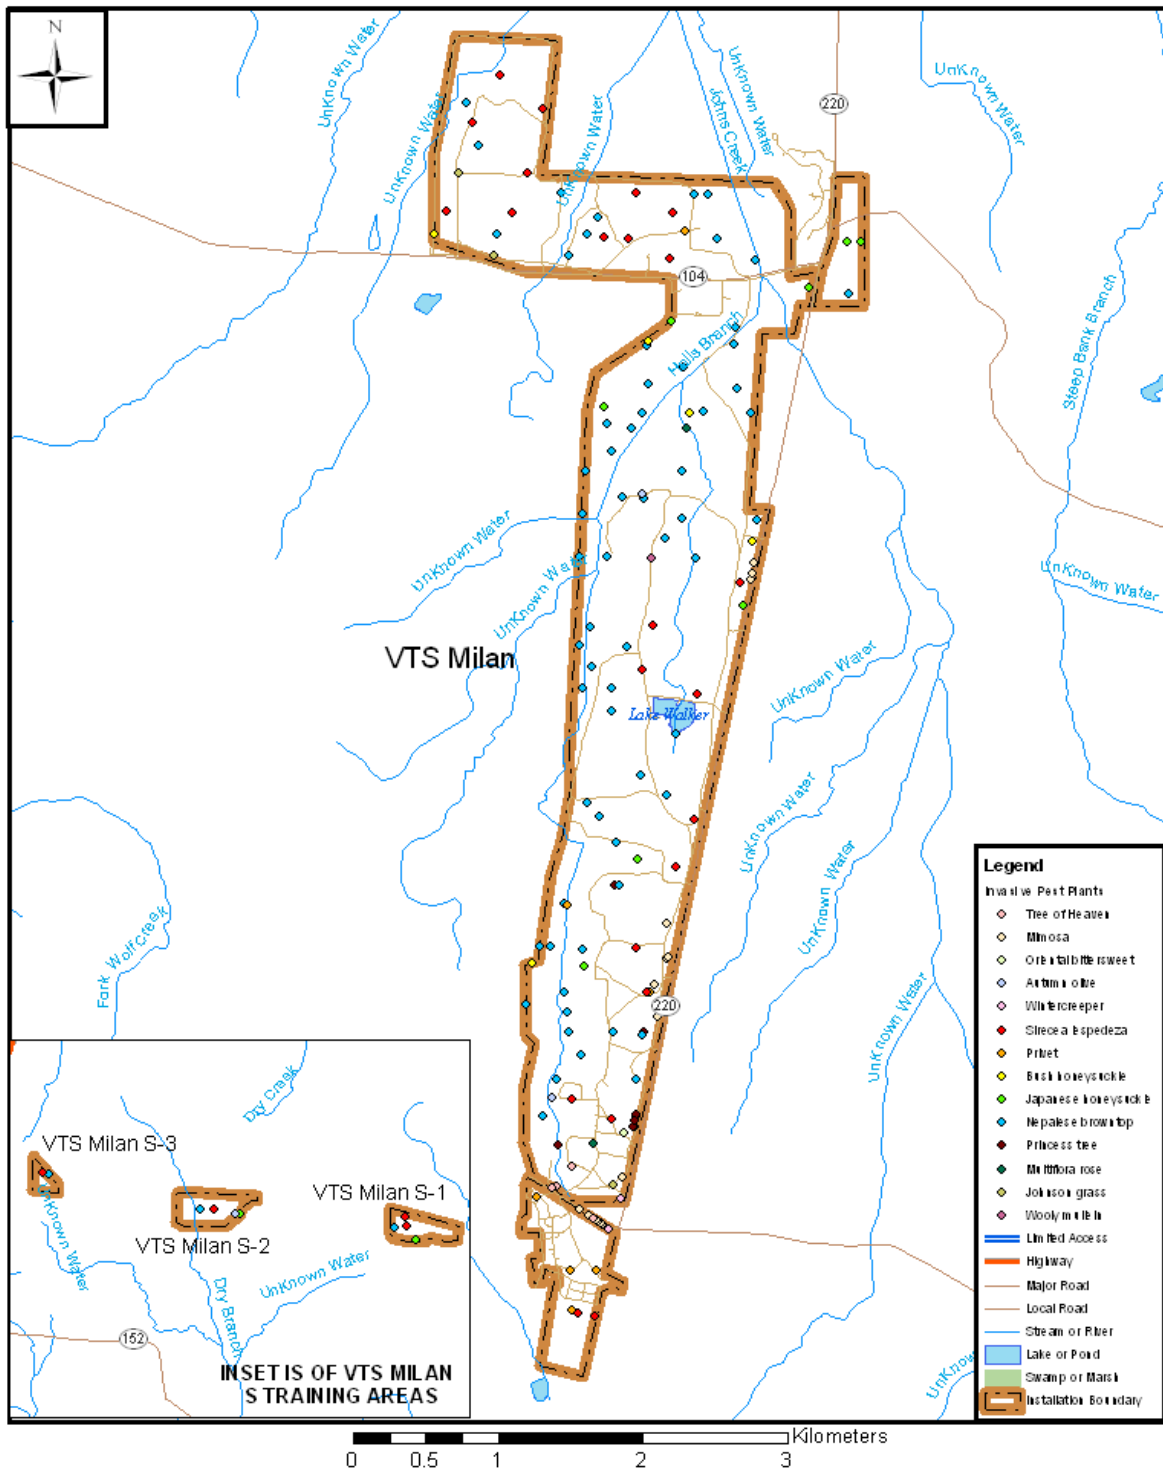 N
UnKnown Water
UnKnown Water
UnKnown Water
UnKnown Water
Johns Creek
UnKnown Water
220
UnKnown Water
104
Halls Branch
Steep Bank Branch
UnKnown Water
UnKnown Water
UnKnown Water
VTS Milan
UnKnown Water
Lake Walker
UnKnown Water
UnKnown Water
Fork Wolf Creek
220
UnKnown Water
Legend
Invasive Pest Plants
Tree of Heaven
Mimosa
Oriental bittersweet
Autumn olive
Wintercreeper
Sirecea lespedeza
Privet
Bush honeysuckle
Japanese honeysuckle
Nepalese browntop
Princess tree
Multiflora rose
Johnson grass
Wooly mullein
Limited Access
Highway
Major Road
Local Road
Stream or River
Lake or Pond
Swamp or Marsh
Installation Boundary
Dry Creek
VTS Milan S-3
VTS Milan S-1
VTS Milan S-2
UnKnown Water
UnKnown Water
Dry Branch
152
INSET IS OF VTS MILAN
S TRAINING AREAS
Kilometers
0 0.5 1 2 3